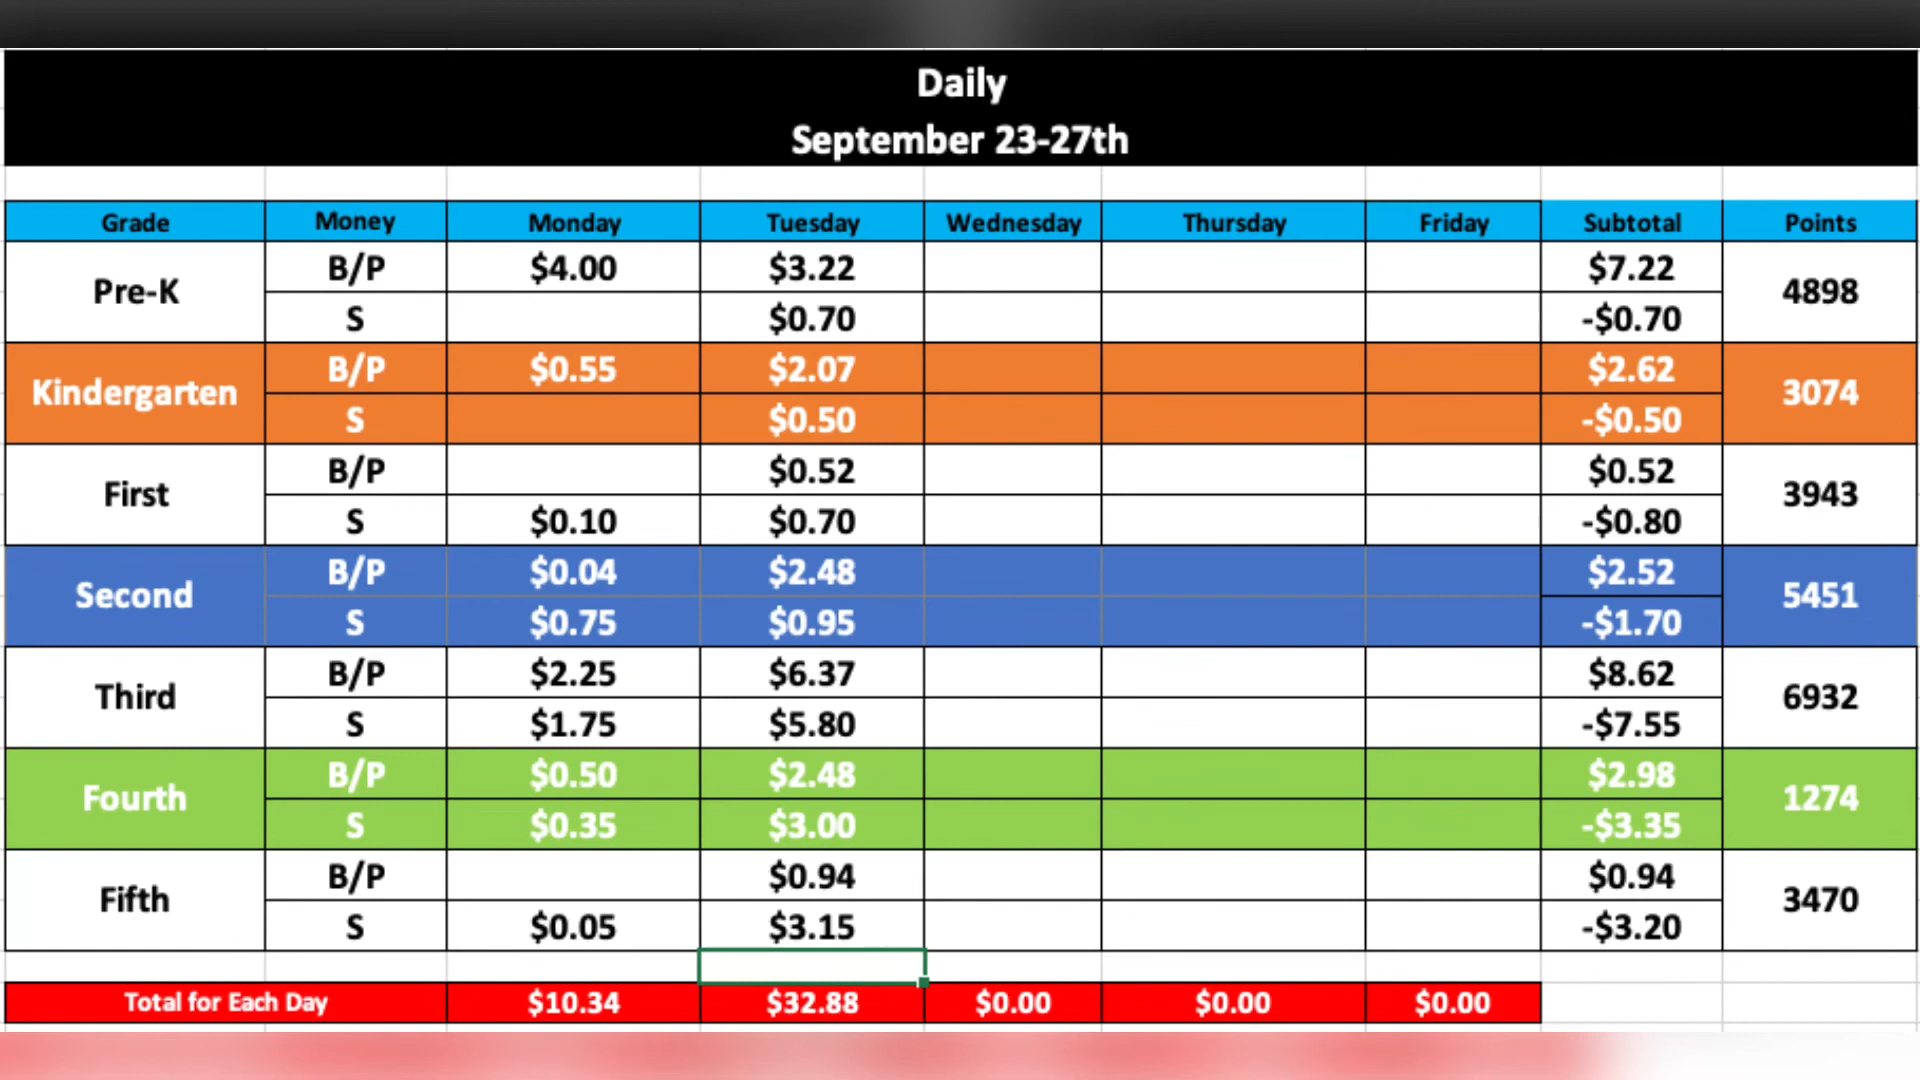 Daily
September 23-27th
Grade Money Monday Tuesday Wednesday Thursday Friday Subtotal Points
Pre-K B/P $4.00 $3.22 $7.22 4898
S $0.70 -$0.70
Kindergarten B/P $0.55 $2.07 $2.62 3074
S $0.50 -$0.50
First B/P $0.52 $0.52 3943
S $0.10 $0.70 -$0.80
Second B/P $0.04 $2.48 $2.52 5451
S $0.75 $0.95 -$1.70
Third B/P $2.25 $6.37 $8.62 6932
S $1.75 $5.80 -$7.55
Fourth B/P $0.50 $2.48 $2.98 1274
S $0.35 $3.00 -$3.35
Fifth B/P $0.94 $0.94 3470
S $0.05 $3.15 -$3.20
Total for Each Day $10.34 $32.88 $0.00 $0.00 $0.00